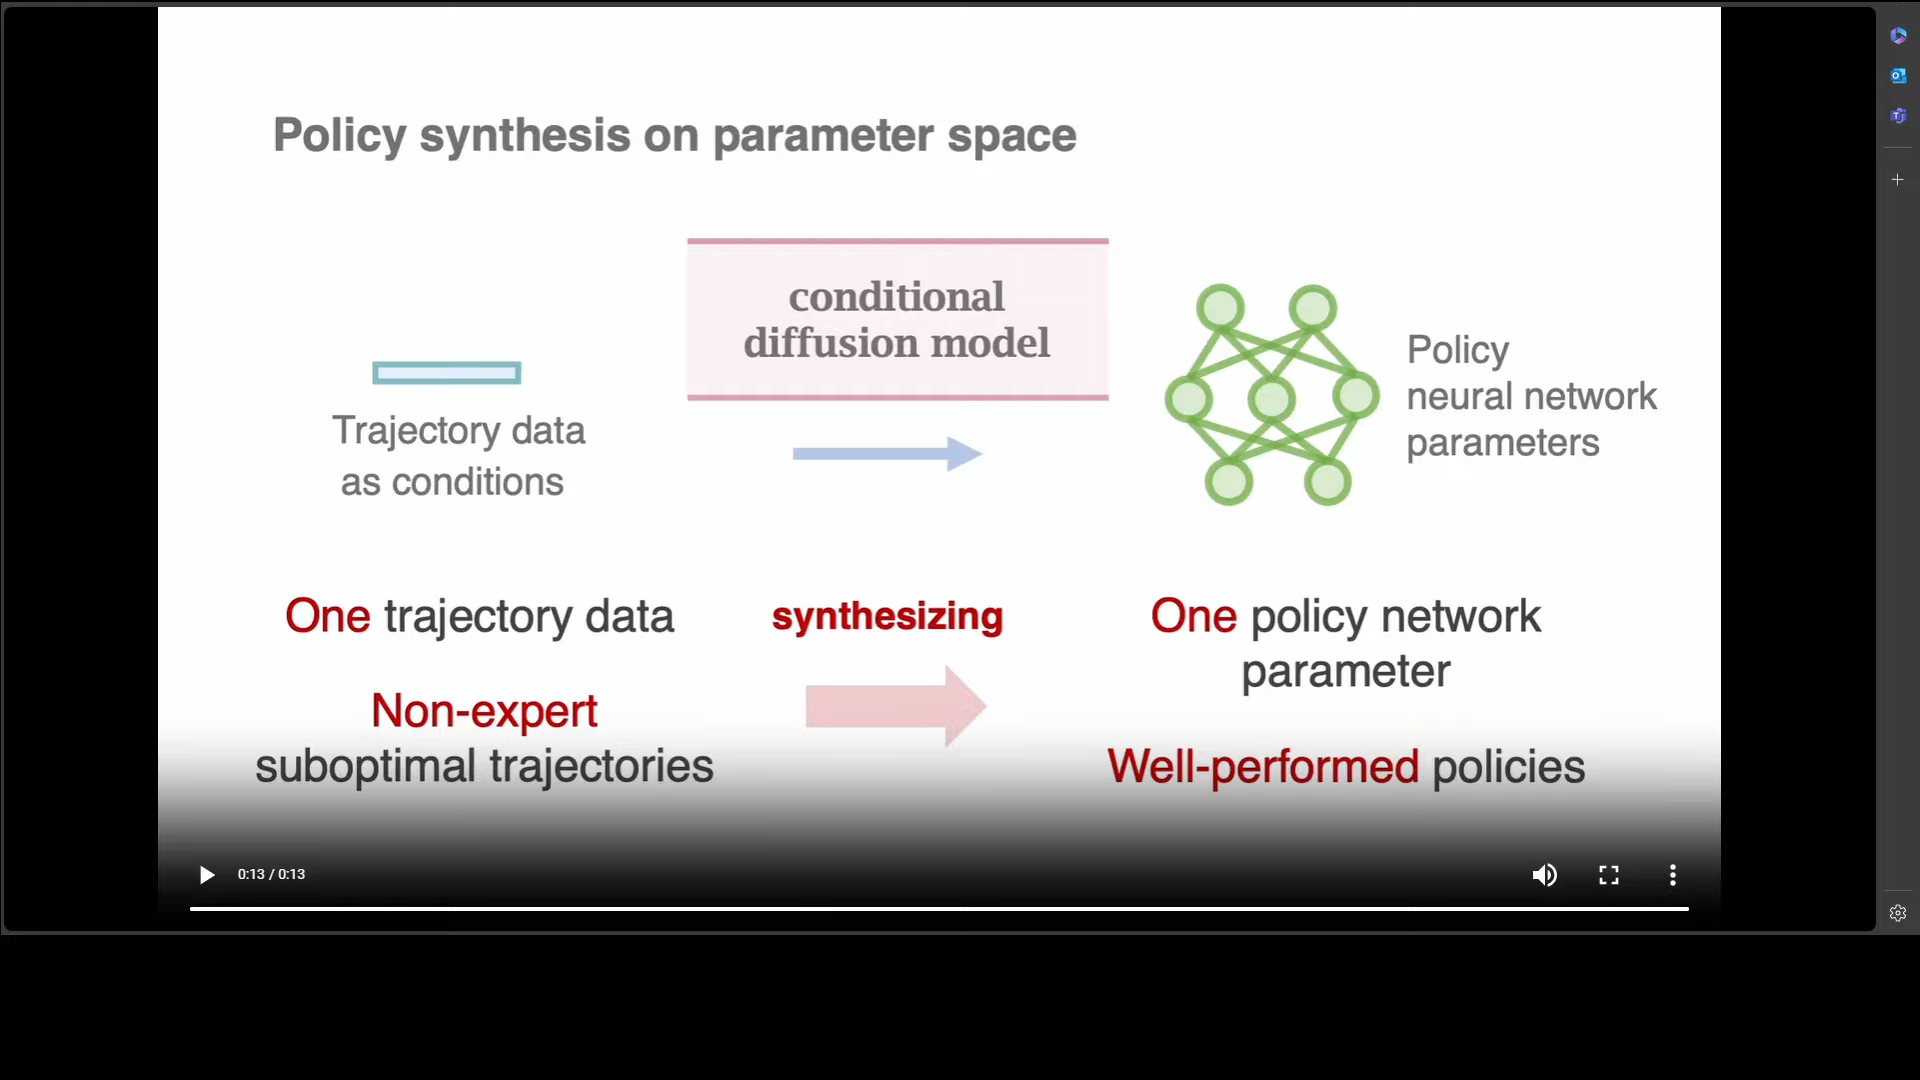 Policy synthesis on parameter space
conditional
diffusion model
Trajectory data
as conditions
Policy
neural network
parameters
One trajectory data
synthesizing
One policy network
parameter
Non-expert
suboptimal trajectories
Well-performed policies
0:13 / 0:13